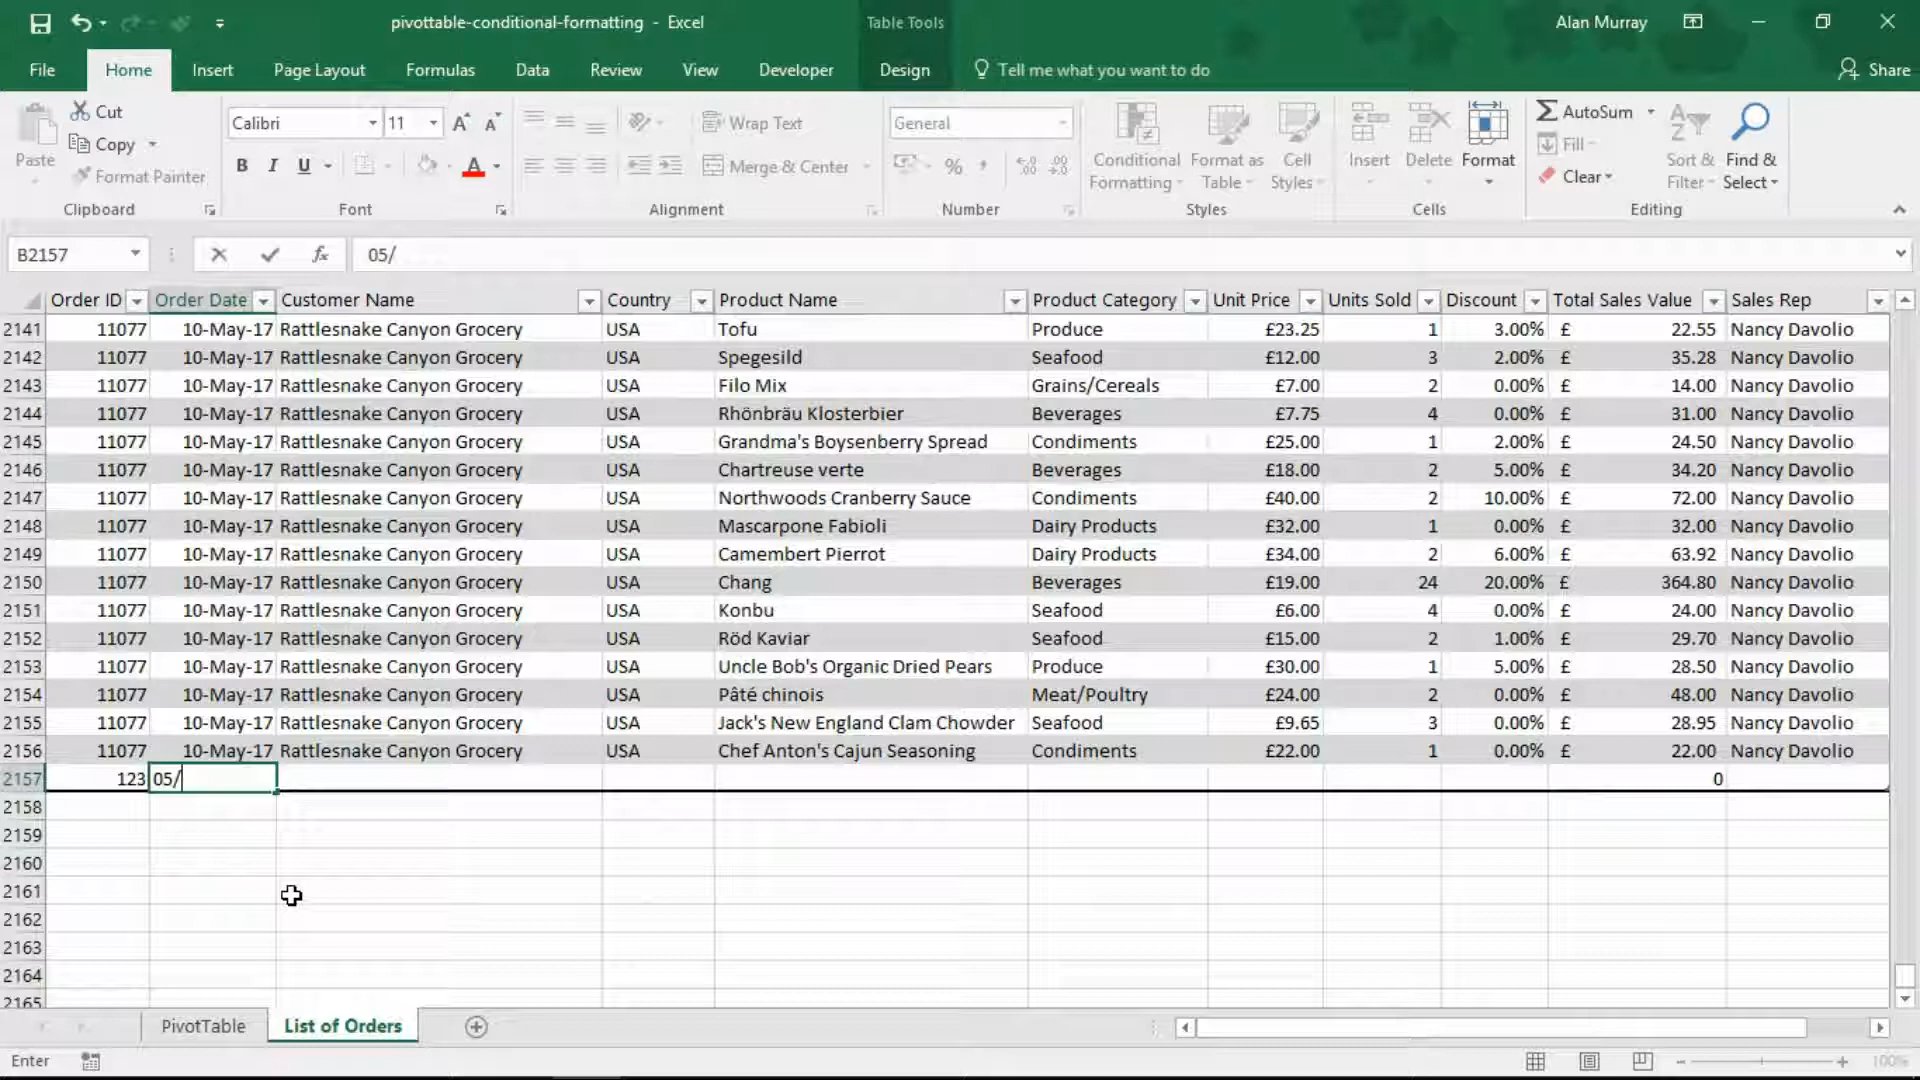 pivottable-conditional-formatting - Excel
Table Tools
Alan Murray
File Home Insert Page Layout Formulas Data Review View Developer Design Tell me what you want to do Share
Cut
Copy
Format Painter
Paste
Clipboard
Calibri 11
B I U A
Font
Wrap Text
Merge & Center
Alignment
General
%
Number
Conditional Formatting
Format as Table
Cell Styles
Styles
Insert Delete Format
Cells
AutoSum
Fill
Clear
Sort & Filter
Find & Select
Editing
B2157 fx 05/
Order ID Order Date Customer Name Country Product Name Product Category Unit Price Units Sold Discount Total Sales Value Sales Rep
2141 11077 10-May-17 Rattlesnake Canyon Grocery USA Tofu Produce £23.25 1 3.00% £ 22.55 Nancy Davolio
2142 11077 10-May-17 Rattlesnake Canyon Grocery USA Spegesild Seafood £12.00 3 2.00% £ 35.28 Nancy Davolio
2143 11077 10-May-17 Rattlesnake Canyon Grocery USA Filo Mix Grains/Cereals £7.00 2 0.00% £ 14.00 Nancy Davolio
2144 11077 10-May-17 Rattlesnake Canyon Grocery USA Rhönbräu Klosterbier Beverages £7.75 4 0.00% £ 31.00 Nancy Davolio
2145 11077 10-May-17 Rattlesnake Canyon Grocery USA Grandma's Boysenberry Spread Condiments £25.00 1 2.00% £ 24.50 Nancy Davolio
2146 11077 10-May-17 Rattlesnake Canyon Grocery USA Chartreuse verte Beverages £18.00 2 5.00% £ 34.20 Nancy Davolio
2147 11077 10-May-17 Rattlesnake Canyon Grocery USA Northwoods Cranberry Sauce Condiments £40.00 2 10.00% £ 72.00 Nancy Davolio
2148 11077 10-May-17 Rattlesnake Canyon Grocery USA Mascarpone Fabioli Dairy Products £32.00 1 0.00% £ 32.00 Nancy Davolio
2149 11077 10-May-17 Rattlesnake Canyon Grocery USA Camembert Pierrot Dairy Products £34.00 2 6.00% £ 63.92 Nancy Davolio
2150 11077 10-May-17 Rattlesnake Canyon Grocery USA Chang Beverages £19.00 24 20.00% £ 364.80 Nancy Davolio
2151 11077 10-May-17 Rattlesnake Canyon Grocery USA Konbu Seafood £6.00 4 0.00% £ 24.00 Nancy Davolio
2152 11077 10-May-17 Rattlesnake Canyon Grocery USA Röd Kaviar Seafood £15.00 2 1.00% £ 29.70 Nancy Davolio
2153 11077 10-May-17 Rattlesnake Canyon Grocery USA Uncle Bob's Organic Dried Pears Produce £30.00 1 5.00% £ 28.50 Nancy Davolio
2154 11077 10-May-17 Rattlesnake Canyon Grocery USA Pâté chinois Meat/Poultry £24.00 2 0.00% £ 48.00 Nancy Davolio
2155 11077 10-May-17 Rattlesnake Canyon Grocery USA Jack's New England Clam Chowder Seafood £9.65 3 0.00% £ 28.95 Nancy Davolio
2156 11077 10-May-17 Rattlesnake Canyon Grocery USA Chef Anton's Cajun Seasoning Condiments £22.00 1 0.00% £ 22.00 Nancy Davolio
2157 123 05/ 0
2158
2159
2160
2161
2162
2163
2164
2165
PivotTable List of Orders
Enter 100%